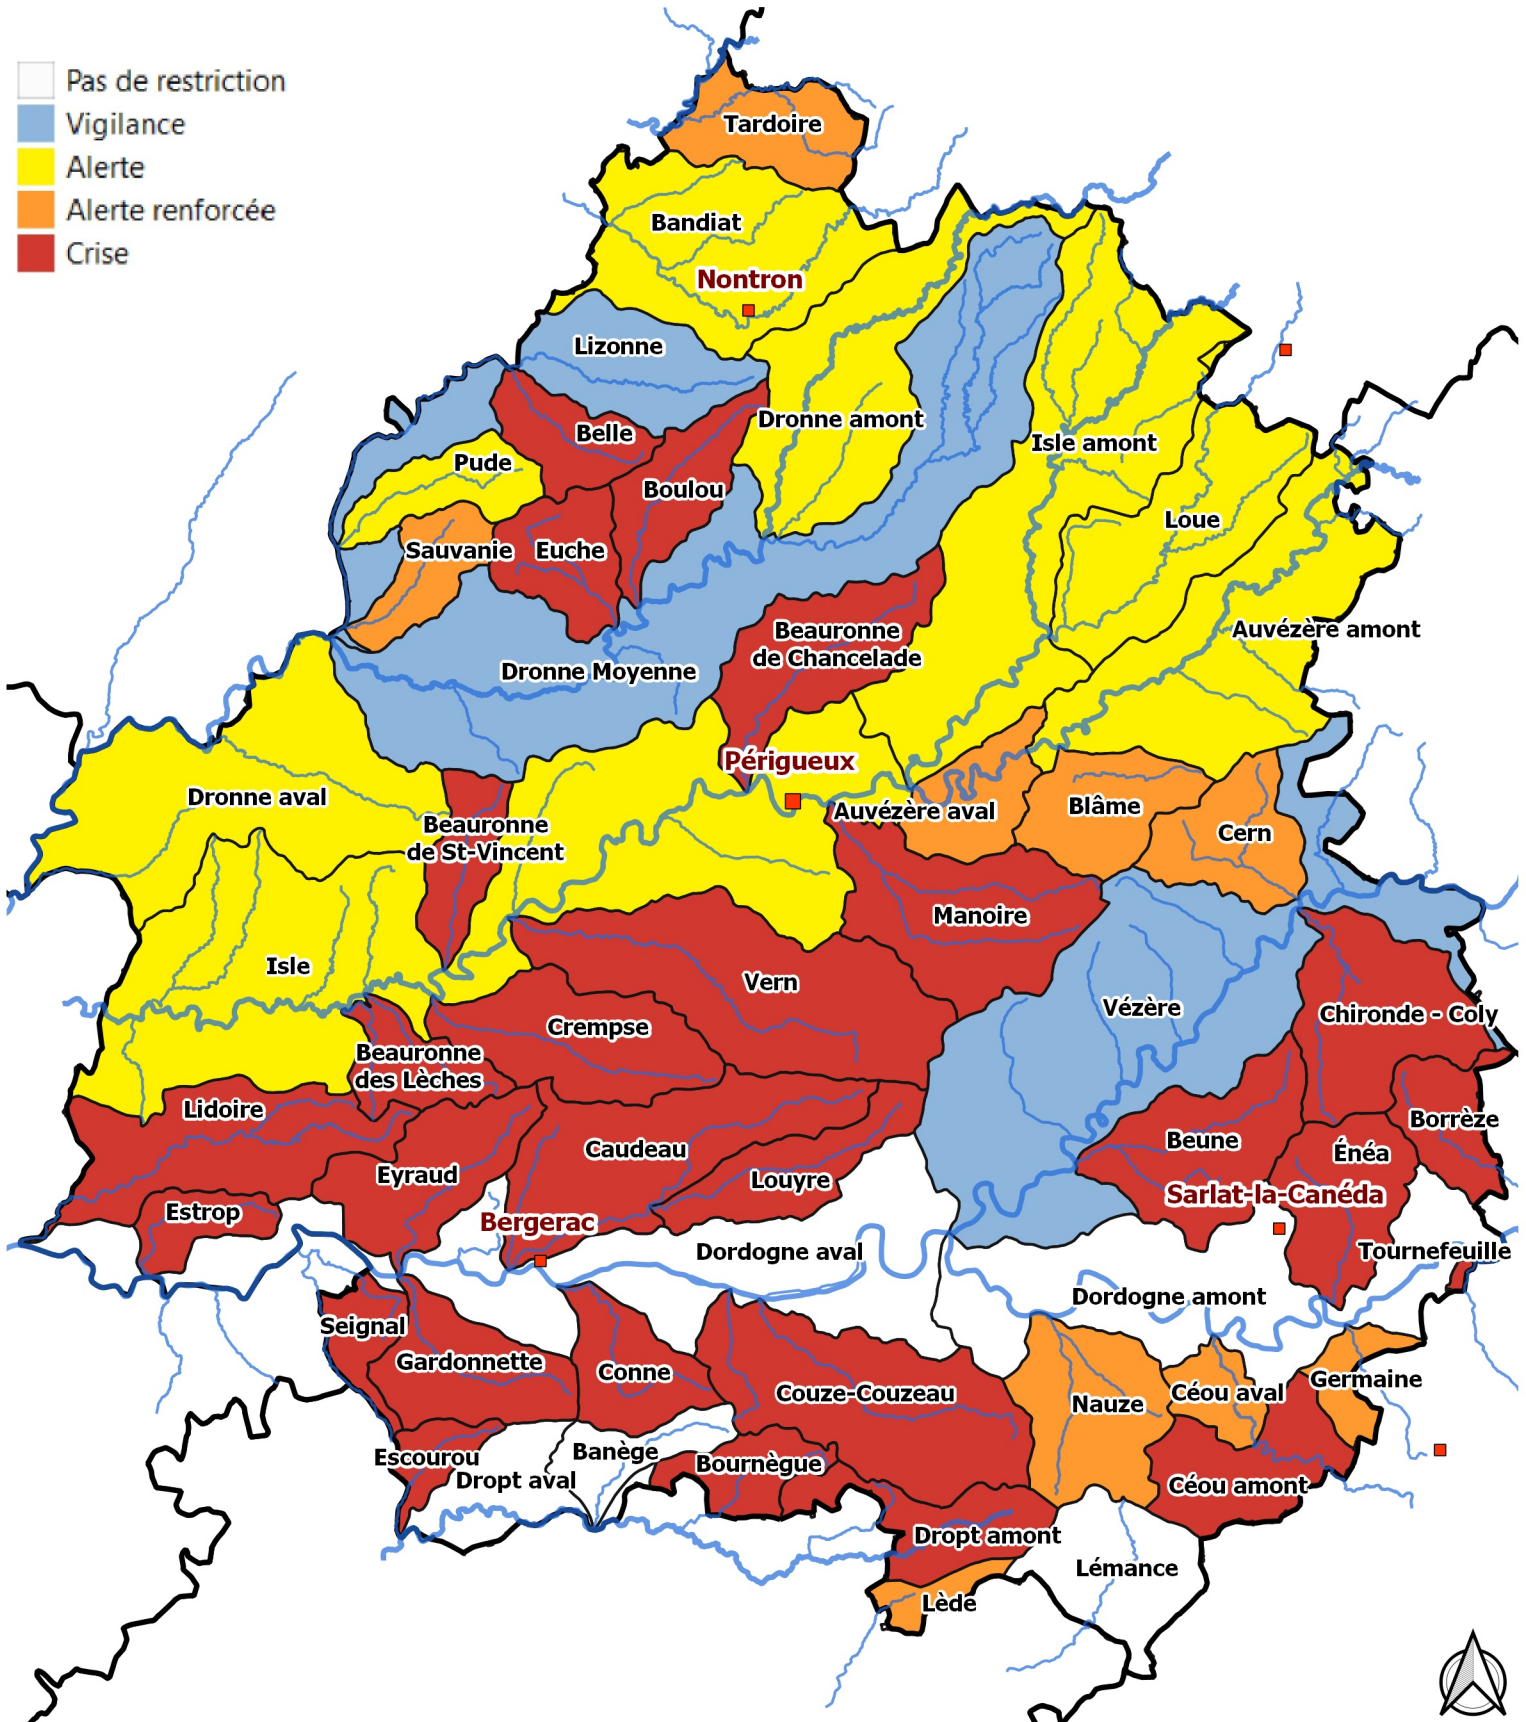 Pas de restriction
Vigilance
Alerte
Alerte renforcée
Crise
Tardoire
Bandiat
Nontron
Lizonne
Dronne amont
Belle
Isle amont
Pude
Boulou
Loue
Sauvanie
Euche
Auvézère amont
Beauronne
de Chancelade
Dronne Moyenne
Périgueux
Dronne aval
Blâme
Auvézère aval
Beauronne
de St-Vincent
Cern
Manoire
Isle
Vern
Vézère
Chironde - Coly
Crempse
Beauronne
des Lèches
Lidoire
Borrèze
Beune
Caudeau
Énéa
Eyraud
Louyre
Sarlat-la-Canéda
Estrop
Bergerac
Dordogne aval
Tournefeuille
Dordogne amont
Seignal
Gardonnette
Conne
Germaine
Couze-Couzeau
Céou aval
Nauze
Banège
Escourou
Bournègue
Dropt aval
Céou amont
Dropt amont
Lémance
Lède